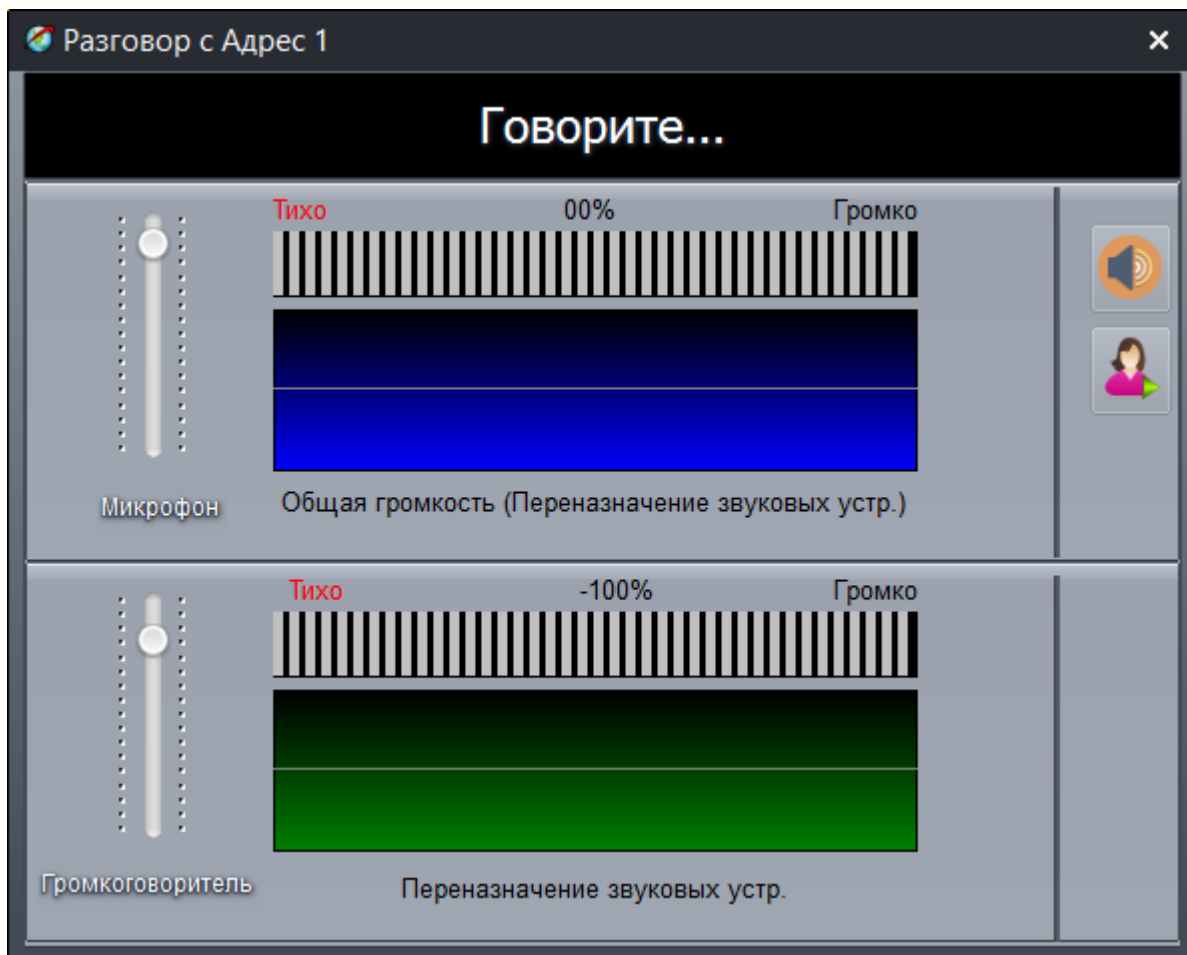 Разговор с Адрес 1
Говорите...
Тихо 00% Громко
Микрофон
Общая громкость (Переназначение звуковых устр.)
Тихо -100% Громко
Громкоговоритель
Переназначение звуковых устр.